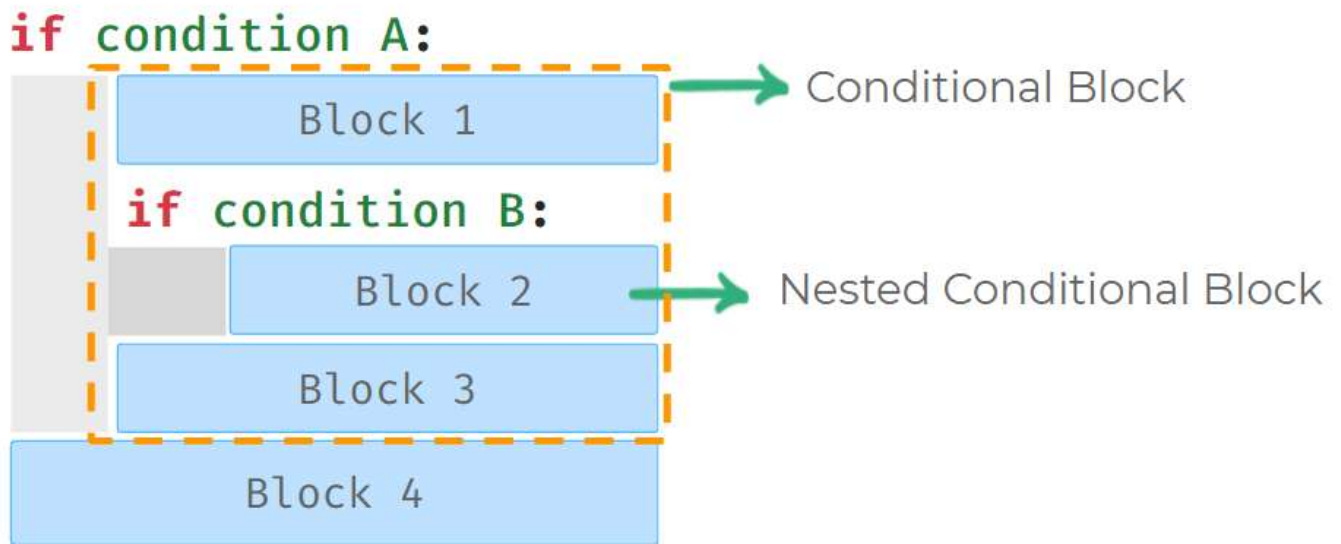 if condition A:
Block 1
Conditional Block
if condition B:
Block 2
Nested Conditional Block
Block 3
Block 4